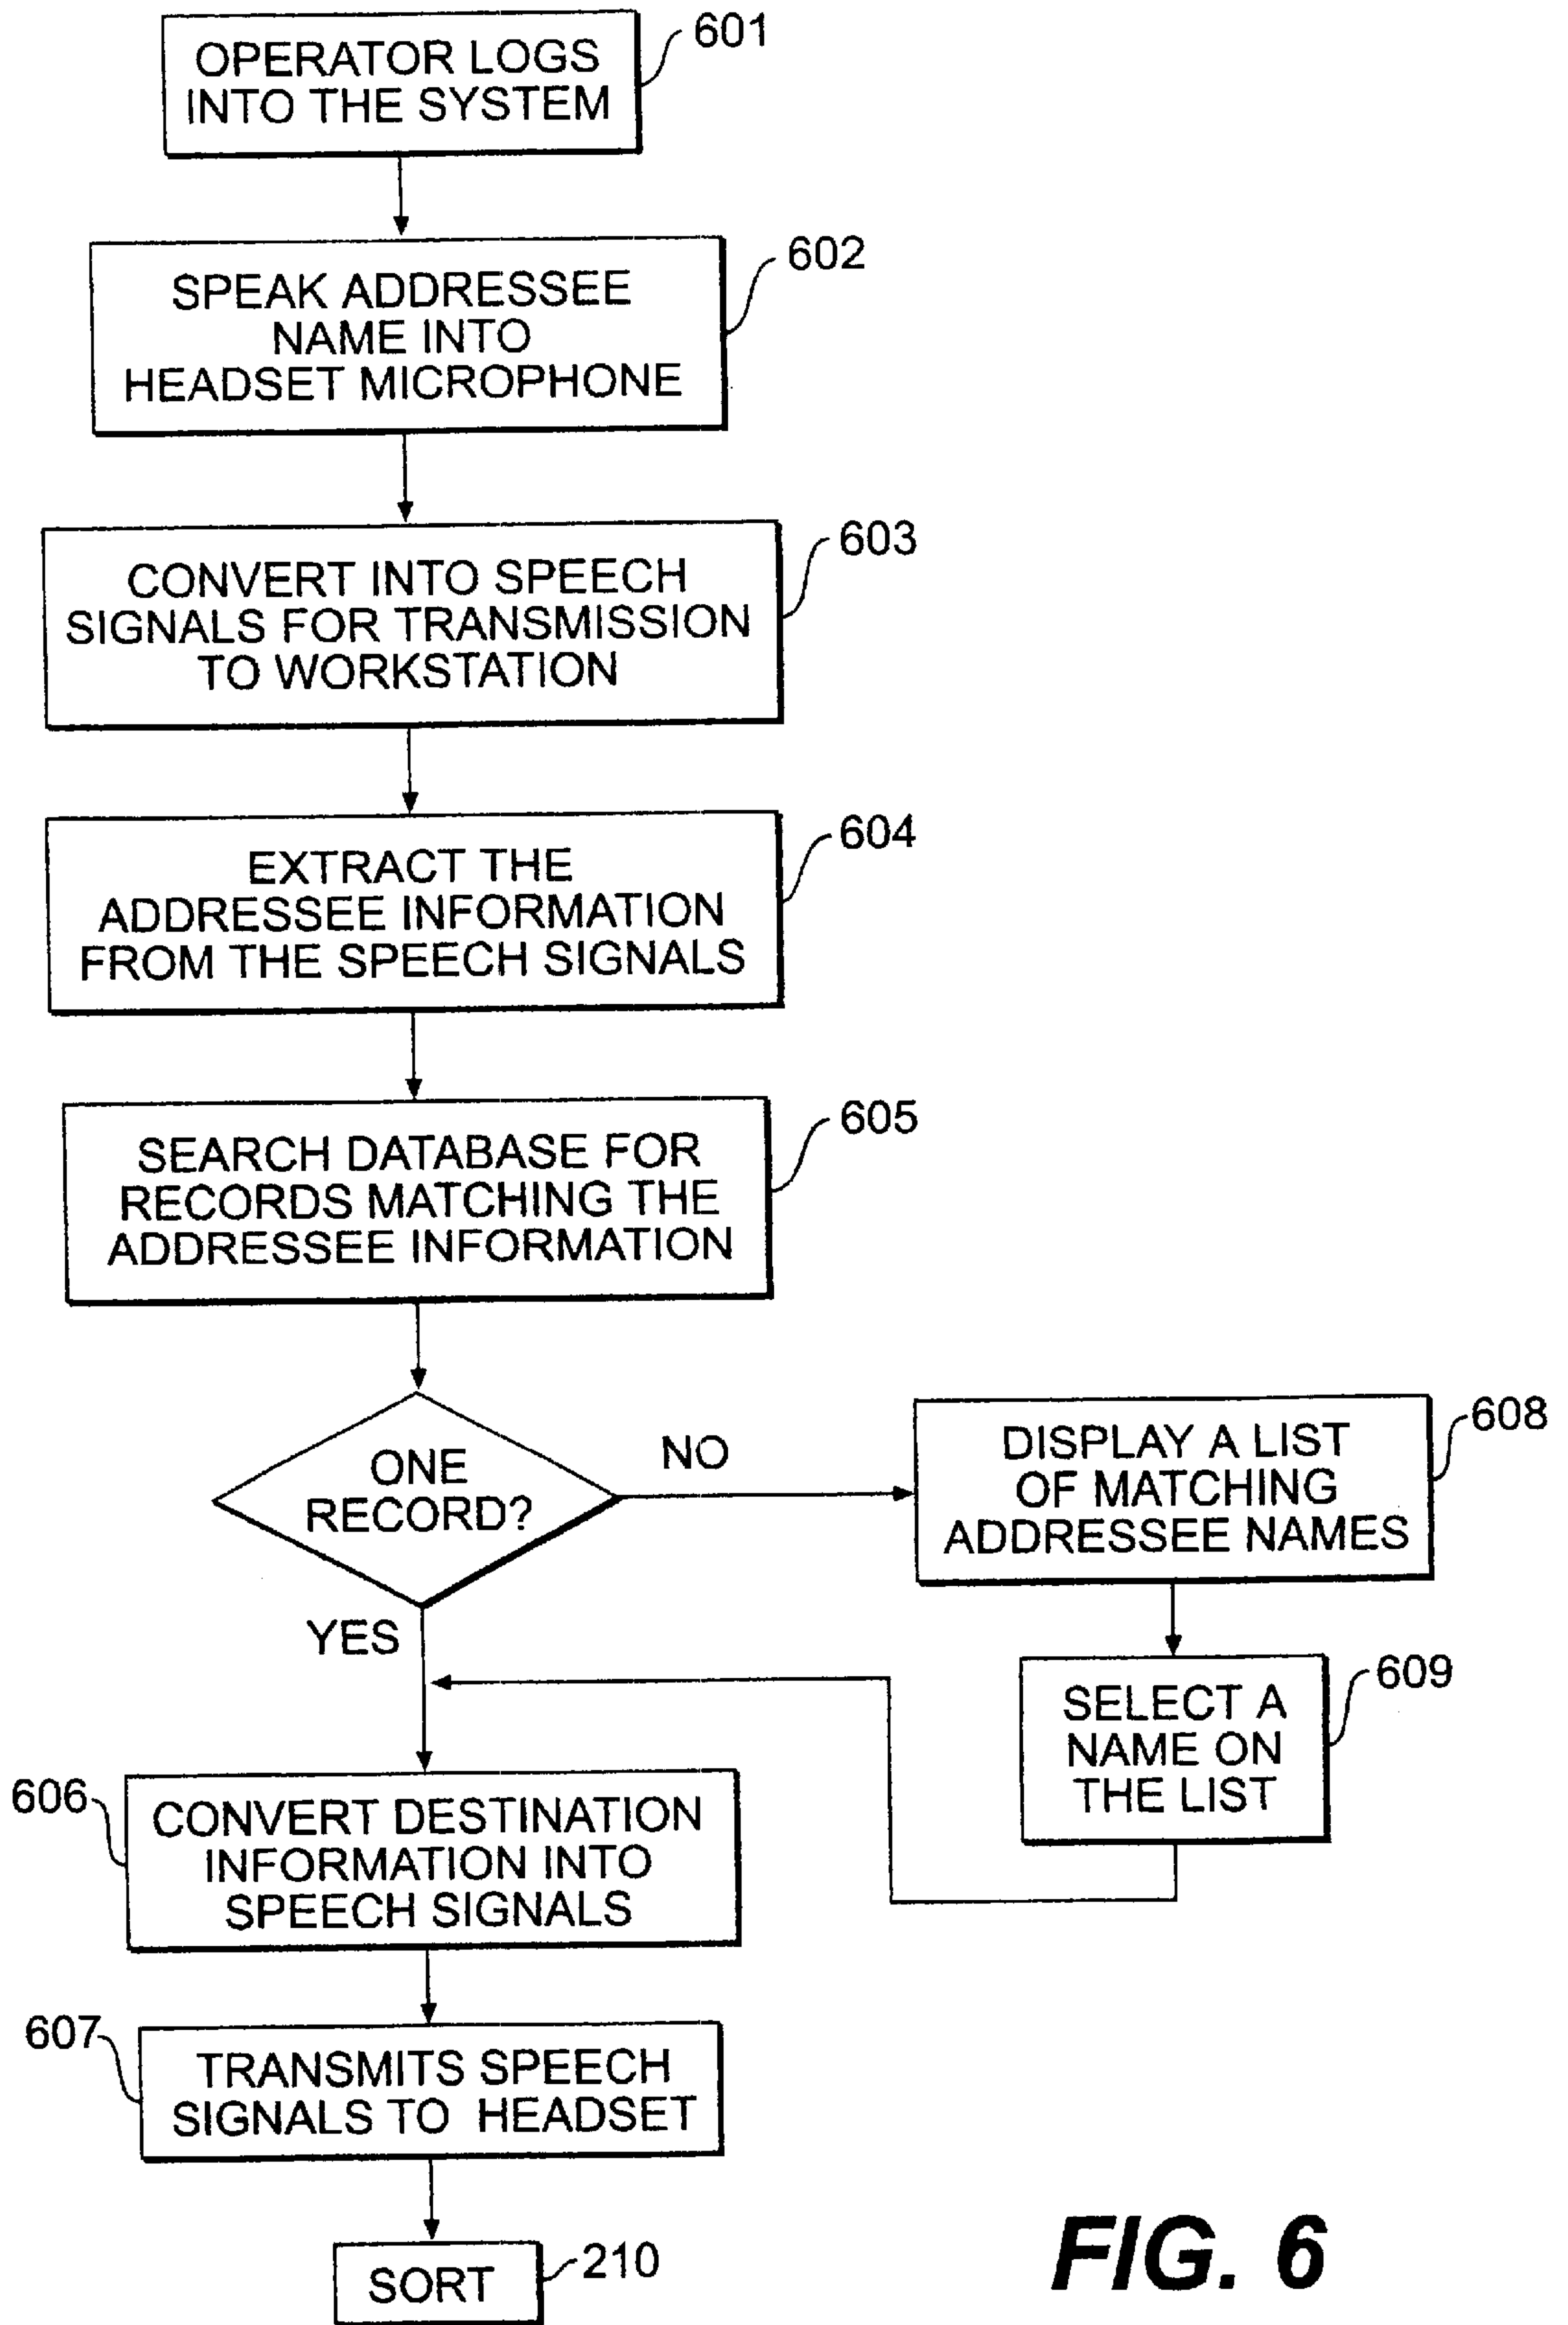 OPERATOR LOGS
INTO THE SYSTEM
601
SPEAK ADDRESSEE
NAME INTO
HEADSET MICROPHONE
602
CONVERT INTO SPEECH
SIGNALS FOR TRANSMISSION
TO WORKSTATION
603
EXTRACT THE
ADDRESSEE INFORMATION
FROM THE SPEECH SIGNALS
604
SEARCH DATABASE FOR
RECORDS MATCHING THE
ADDRESSEE INFORMATION
605
ONE
RECORD?
NO
DISPLAY A LIST
OF MATCHING
ADDRESSEE NAMES
608
YES
SELECT A
NAME ON
THE LIST
609
606
CONVERT DESTINATION
INFORMATION INTO
SPEECH SIGNALS
607
TRANSMITS SPEECH
SIGNALS TO HEADSET
SORT
210
FIG. 6